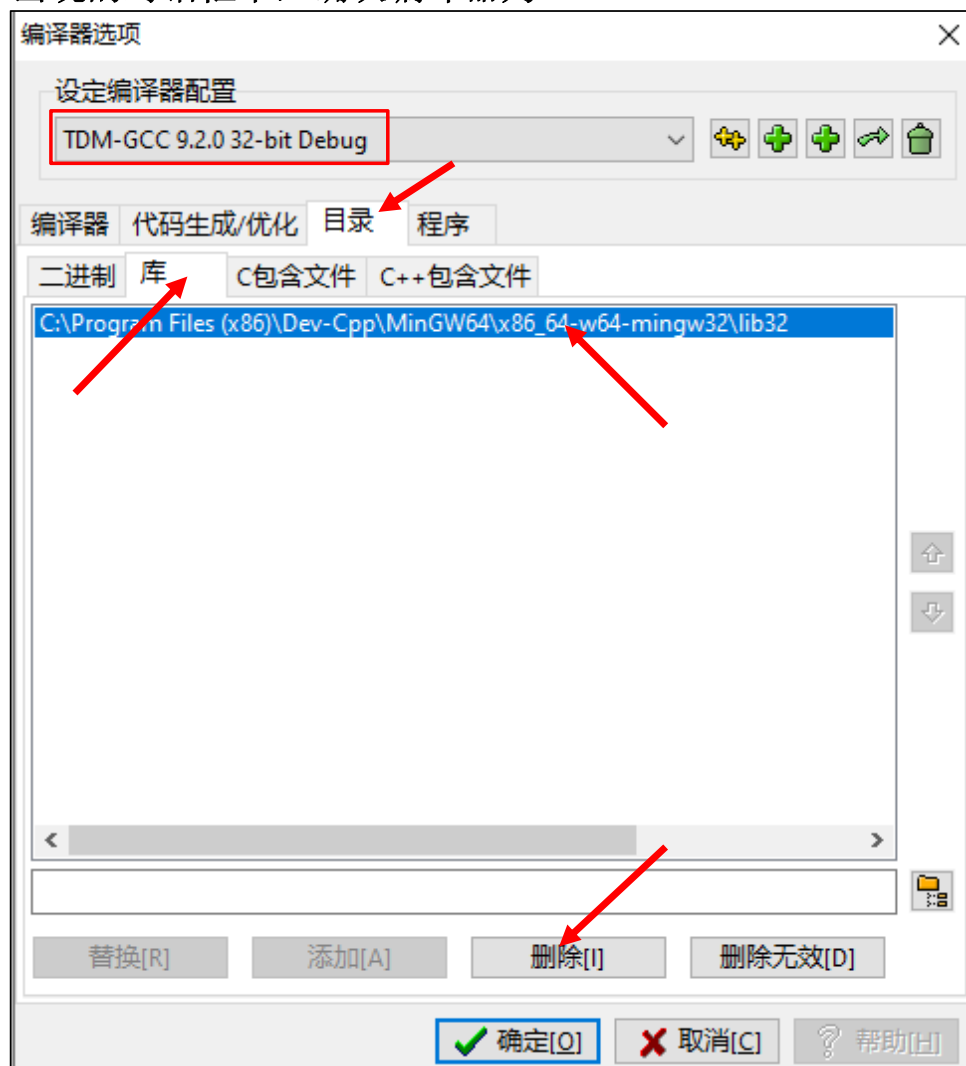 编译器选项
设定编译器配置
TDM-GCC 9.2.0 32-bit Debug
编译器 代码生成/优化 目录 程序
二进制 库 C包含文件 C++包含文件
C:\Program Files (x86)\Dev-Cpp\MinGW64\x86_64-w64-mingw32\lib32
替换[R] 添加[A] 删除[I] 删除无效[D]
确定[O] 取消[C] 帮助[H]